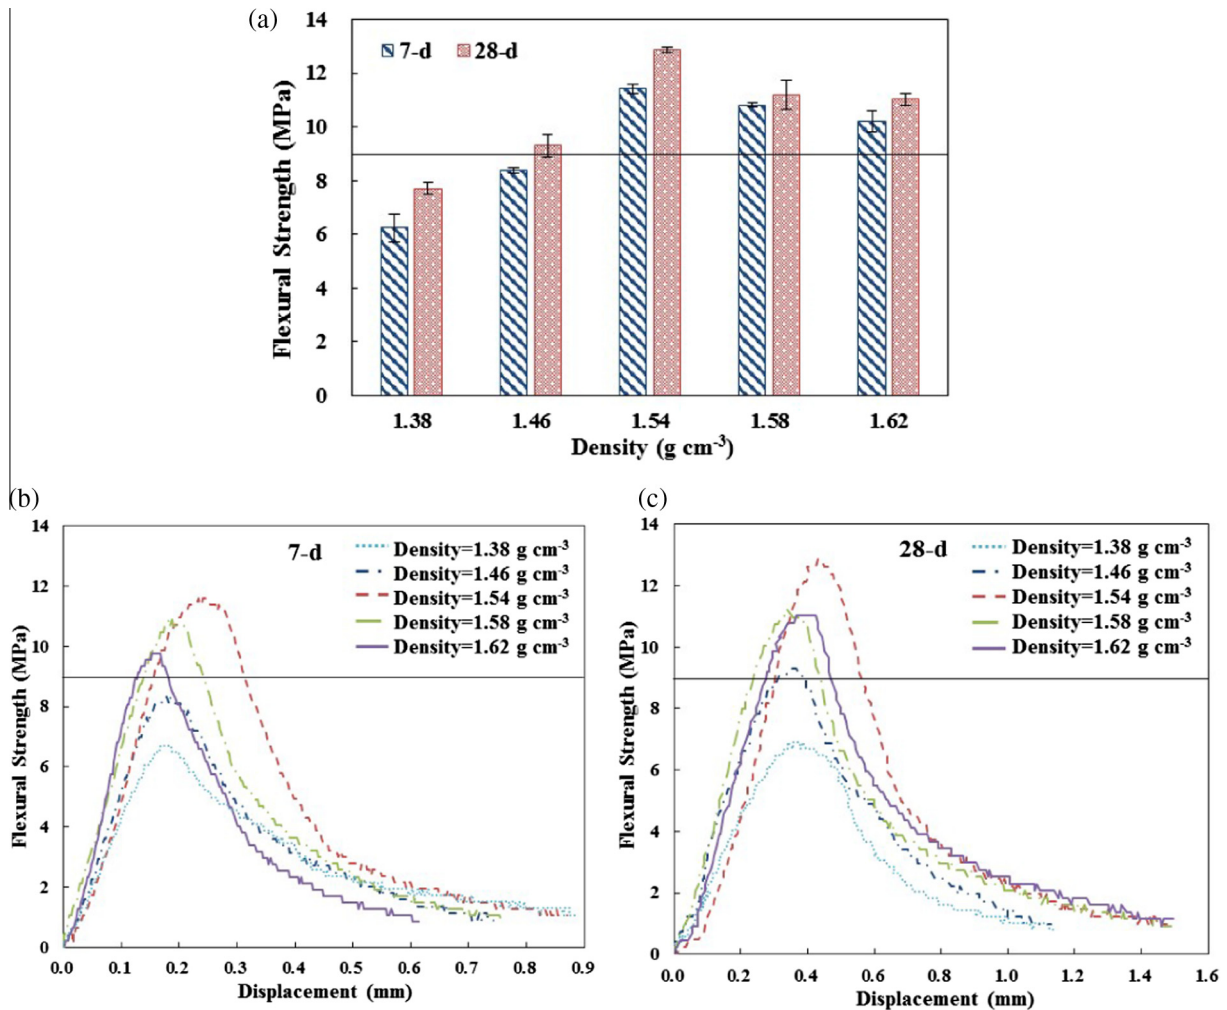 (a)
Flexural Strength (MPa)
14
12
10
8
6
4
2
0
7-d
28-d
1.38
1.46
1.54
1.58
1.62
Density (g cm⁻³)
(b)
Flexural Strength (MPa)
14
12
10
8
6
4
2
0
7-d
Density=1.38 g cm⁻³
Density=1.46 g cm⁻³
Density=1.54 g cm⁻³
Density=1.58 g cm⁻³
Density=1.62 g cm⁻³
0.0
0.1
0.2
0.3
0.4
0.5
0.6
0.7
0.8
0.9
Displacement (mm)
(c)
Flexural Strength (MPa)
14
12
10
8
6
4
2
0
28-d
Density=1.38 g cm⁻³
Density=1.46 g cm⁻³
Density=1.54 g cm⁻³
Density=1.58 g cm⁻³
Density=1.62 g cm⁻³
0.0
0.2
0.4
0.6
0.8
1.0
1.2
1.4
1.6
Displacement (mm)